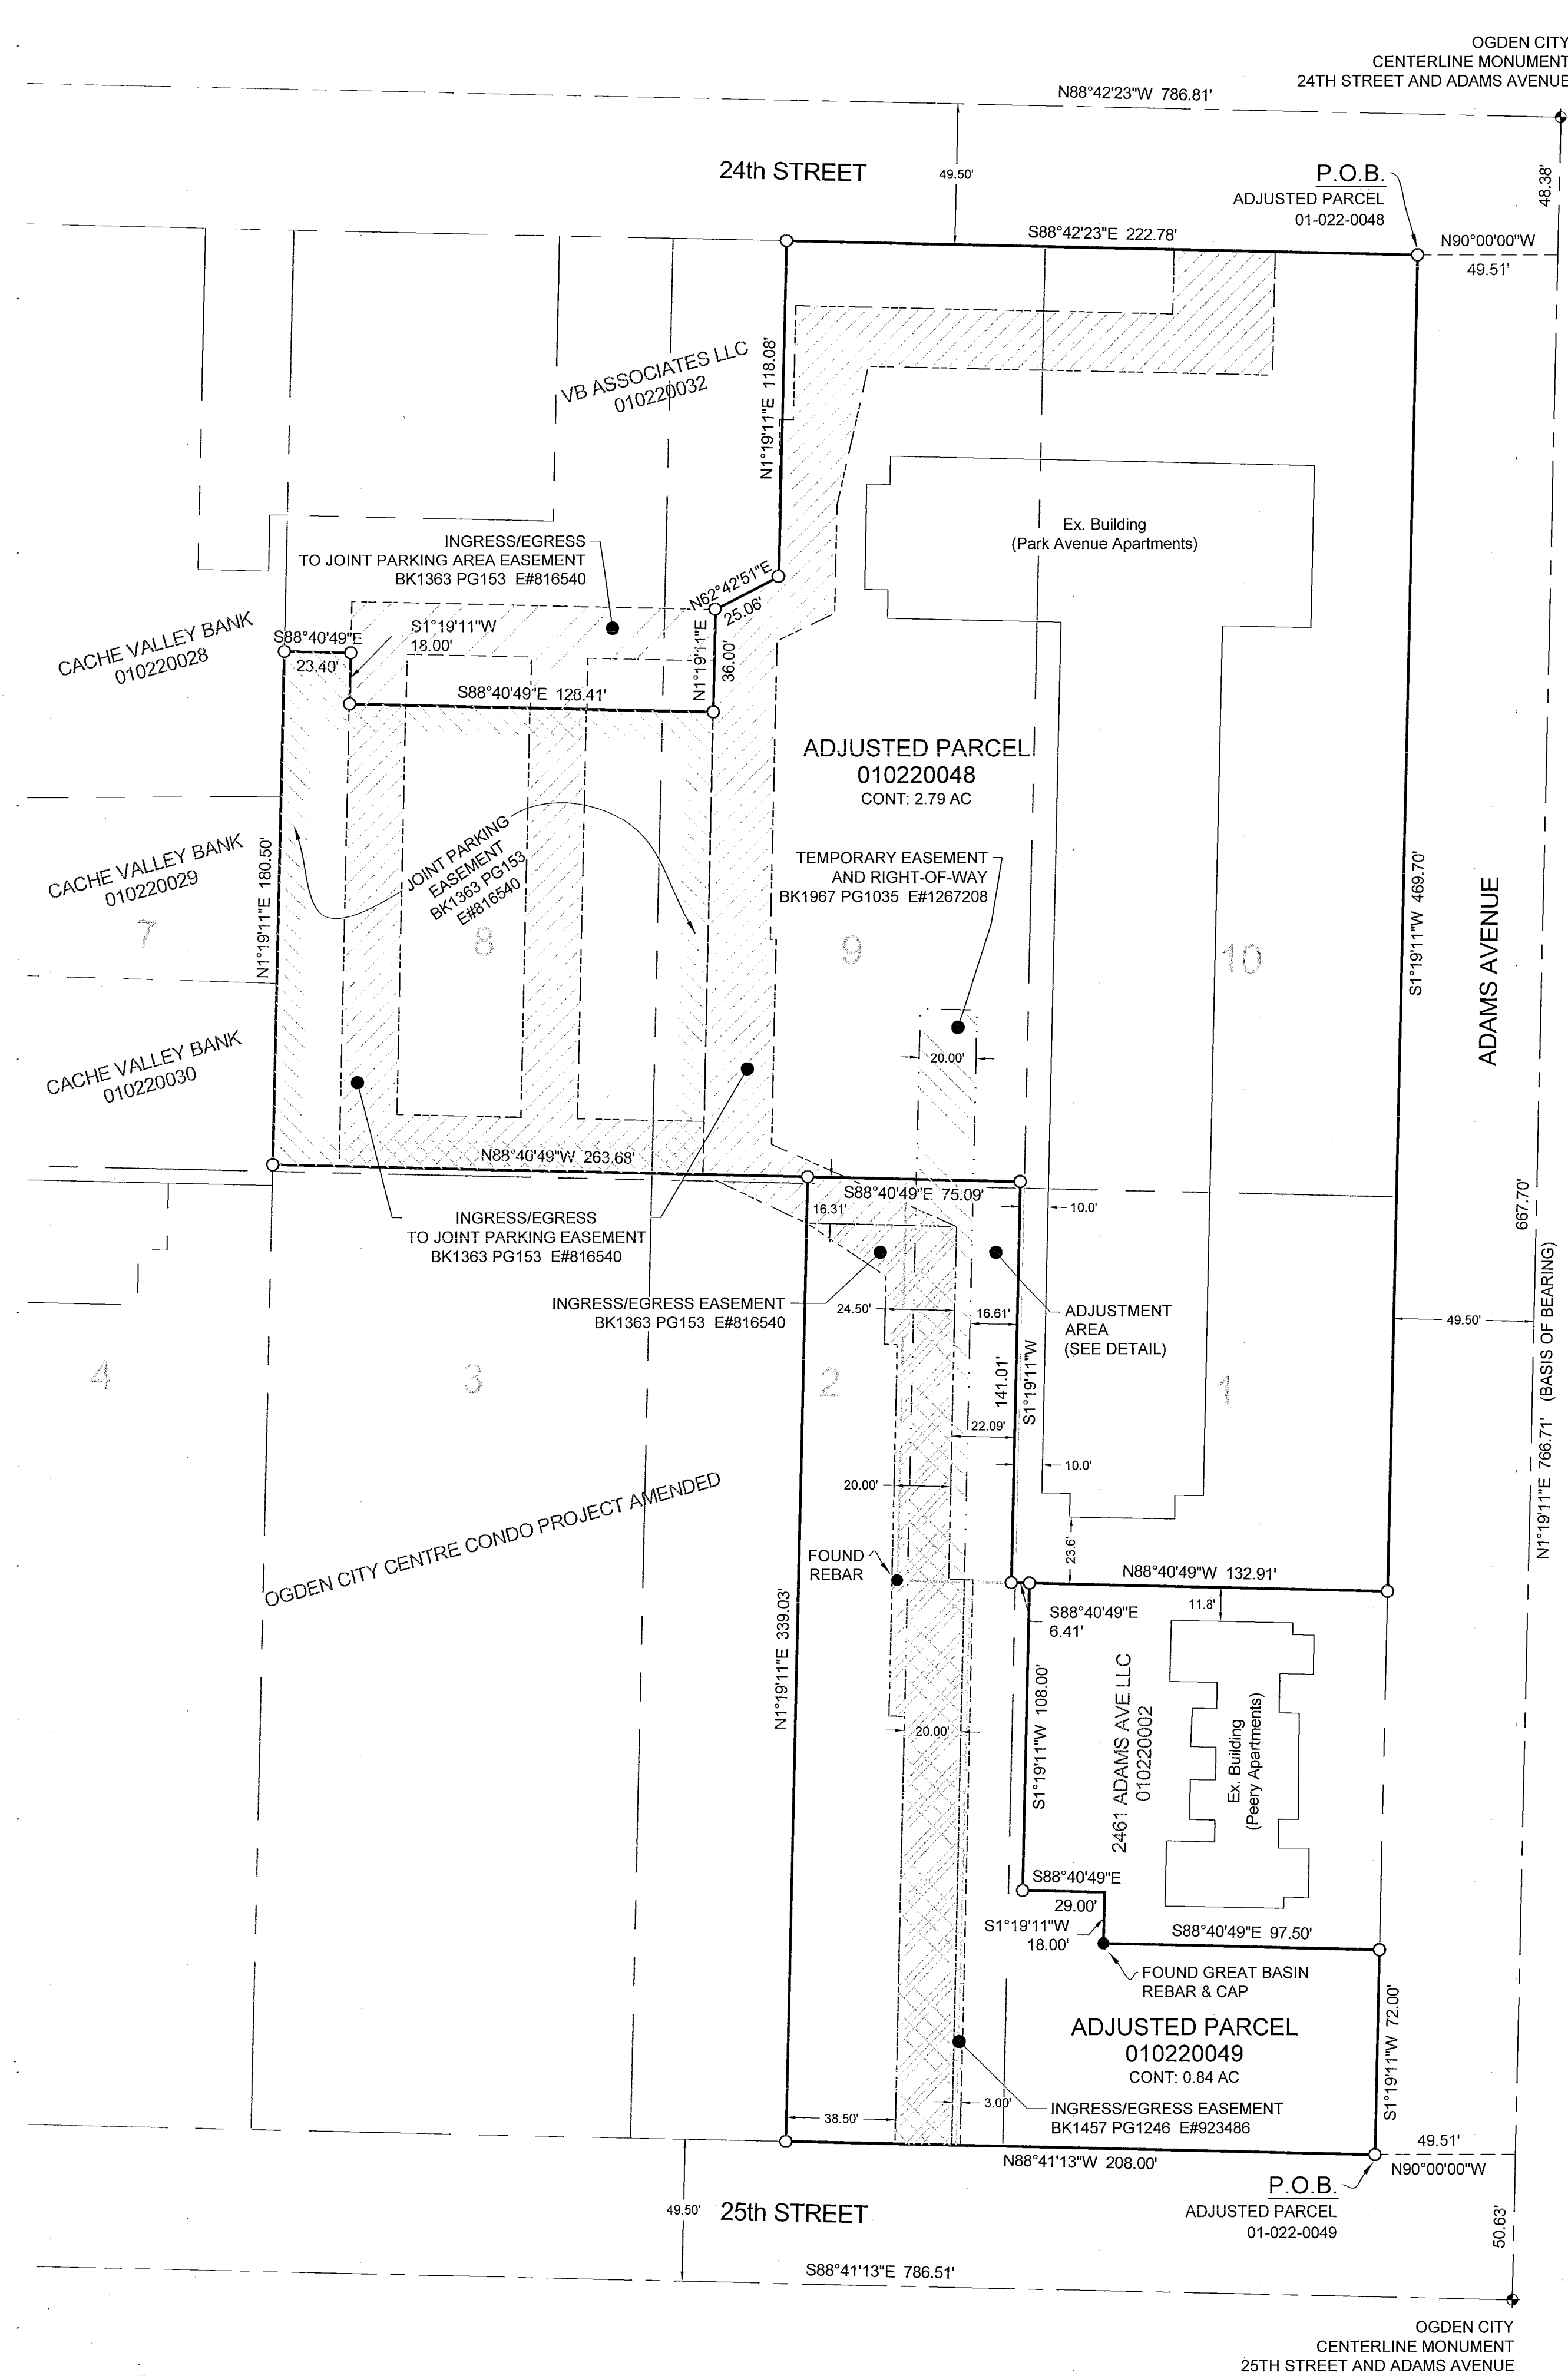 OGDEN CITY
CENTERLINE MONUMENT
24TH STREET AND ADAMS AVENUE
N88°42'23"W 786.81'
24th STREET
49.50'
48.38'
P.O.B.
ADJUSTED PARCEL
01-022-0048
N90°00'00"W
49.51'
S88°42'23"E 222.78'
VB ASSOCIATES LLC
010220032
N1°19'11"E 118.08'
Ex. Building
(Park Avenue Apartments)
INGRESS/EGRESS
TO JOINT PARKING AREA EASEMENT
BK1363 PG153 E#816540
N62°42'51"E
25.06'
CACHE VALLEY BANK
010220028
S88°40'49"E
23.40'
S1°19'11"W
18.00'
N1°19'11"E
36.00'
S88°40'49"E 128.41'
ADJUSTED PARCEL
010220048
CONT: 2.79 AC
CACHE VALLEY BANK
010220029
N1°19'11"E 180.50'
JOINT PARKING
EASEMENT
BK1363 PG153
E#816540
TEMPORARY EASEMENT
AND RIGHT-OF-WAY
BK1967 PG1035 E#1267208
S1°19'11"W 469.70'
ADAMS AVENUE
7
8
9
10
CACHE VALLEY BANK
010220030
20.00'
N88°40'49"W 263.68'
S88°40'49"E 75.09'
10.0'
667.70'
16.31'
INGRESS/EGRESS
TO JOINT PARKING EASEMENT
BK1363 PG153 E#816540
INGRESS/EGRESS EASEMENT
BK1363 PG153 E#816540
24.50'
16.61'
ADJUSTMENT
AREA
(SEE DETAIL)
49.50'
N1°19'11"E 766.71' (BASIS OF BEARING)
4
3
2
1
141.01'
S1°19'11"W
22.09'
10.0'
20.00'
OGDEN CITY CENTRE CONDO PROJECT AMENDED
23.6'
FOUND
REBAR
N88°40'49"W 132.91'
S88°40'49"E
6.41'
11.8'
N1°19'11"E 339.03'
S1°19'11"W 108.00'
2461 ADAMS AVE LLC
010220002
Ex. Building
(Peery Apartments)
20.00'
S88°40'49"E
29.00'
S1°19'11"W
18.00'
S88°40'49"E 97.50'
FOUND GREAT BASIN
REBAR & CAP
ADJUSTED PARCEL
010220049
CONT: 0.84 AC
S1°19'11"W 72.00'
38.50'
3.00'
INGRESS/EGRESS EASEMENT
BK1457 PG1246 E#923486
49.51'
N90°00'00"W
N88°41'13"W 208.00'
P.O.B.
ADJUSTED PARCEL
01-022-0049
49.50'
25th STREET
50.63'
S88°41'13"E 786.51'
OGDEN CITY
CENTERLINE MONUMENT
25TH STREET AND ADAMS AVENUE